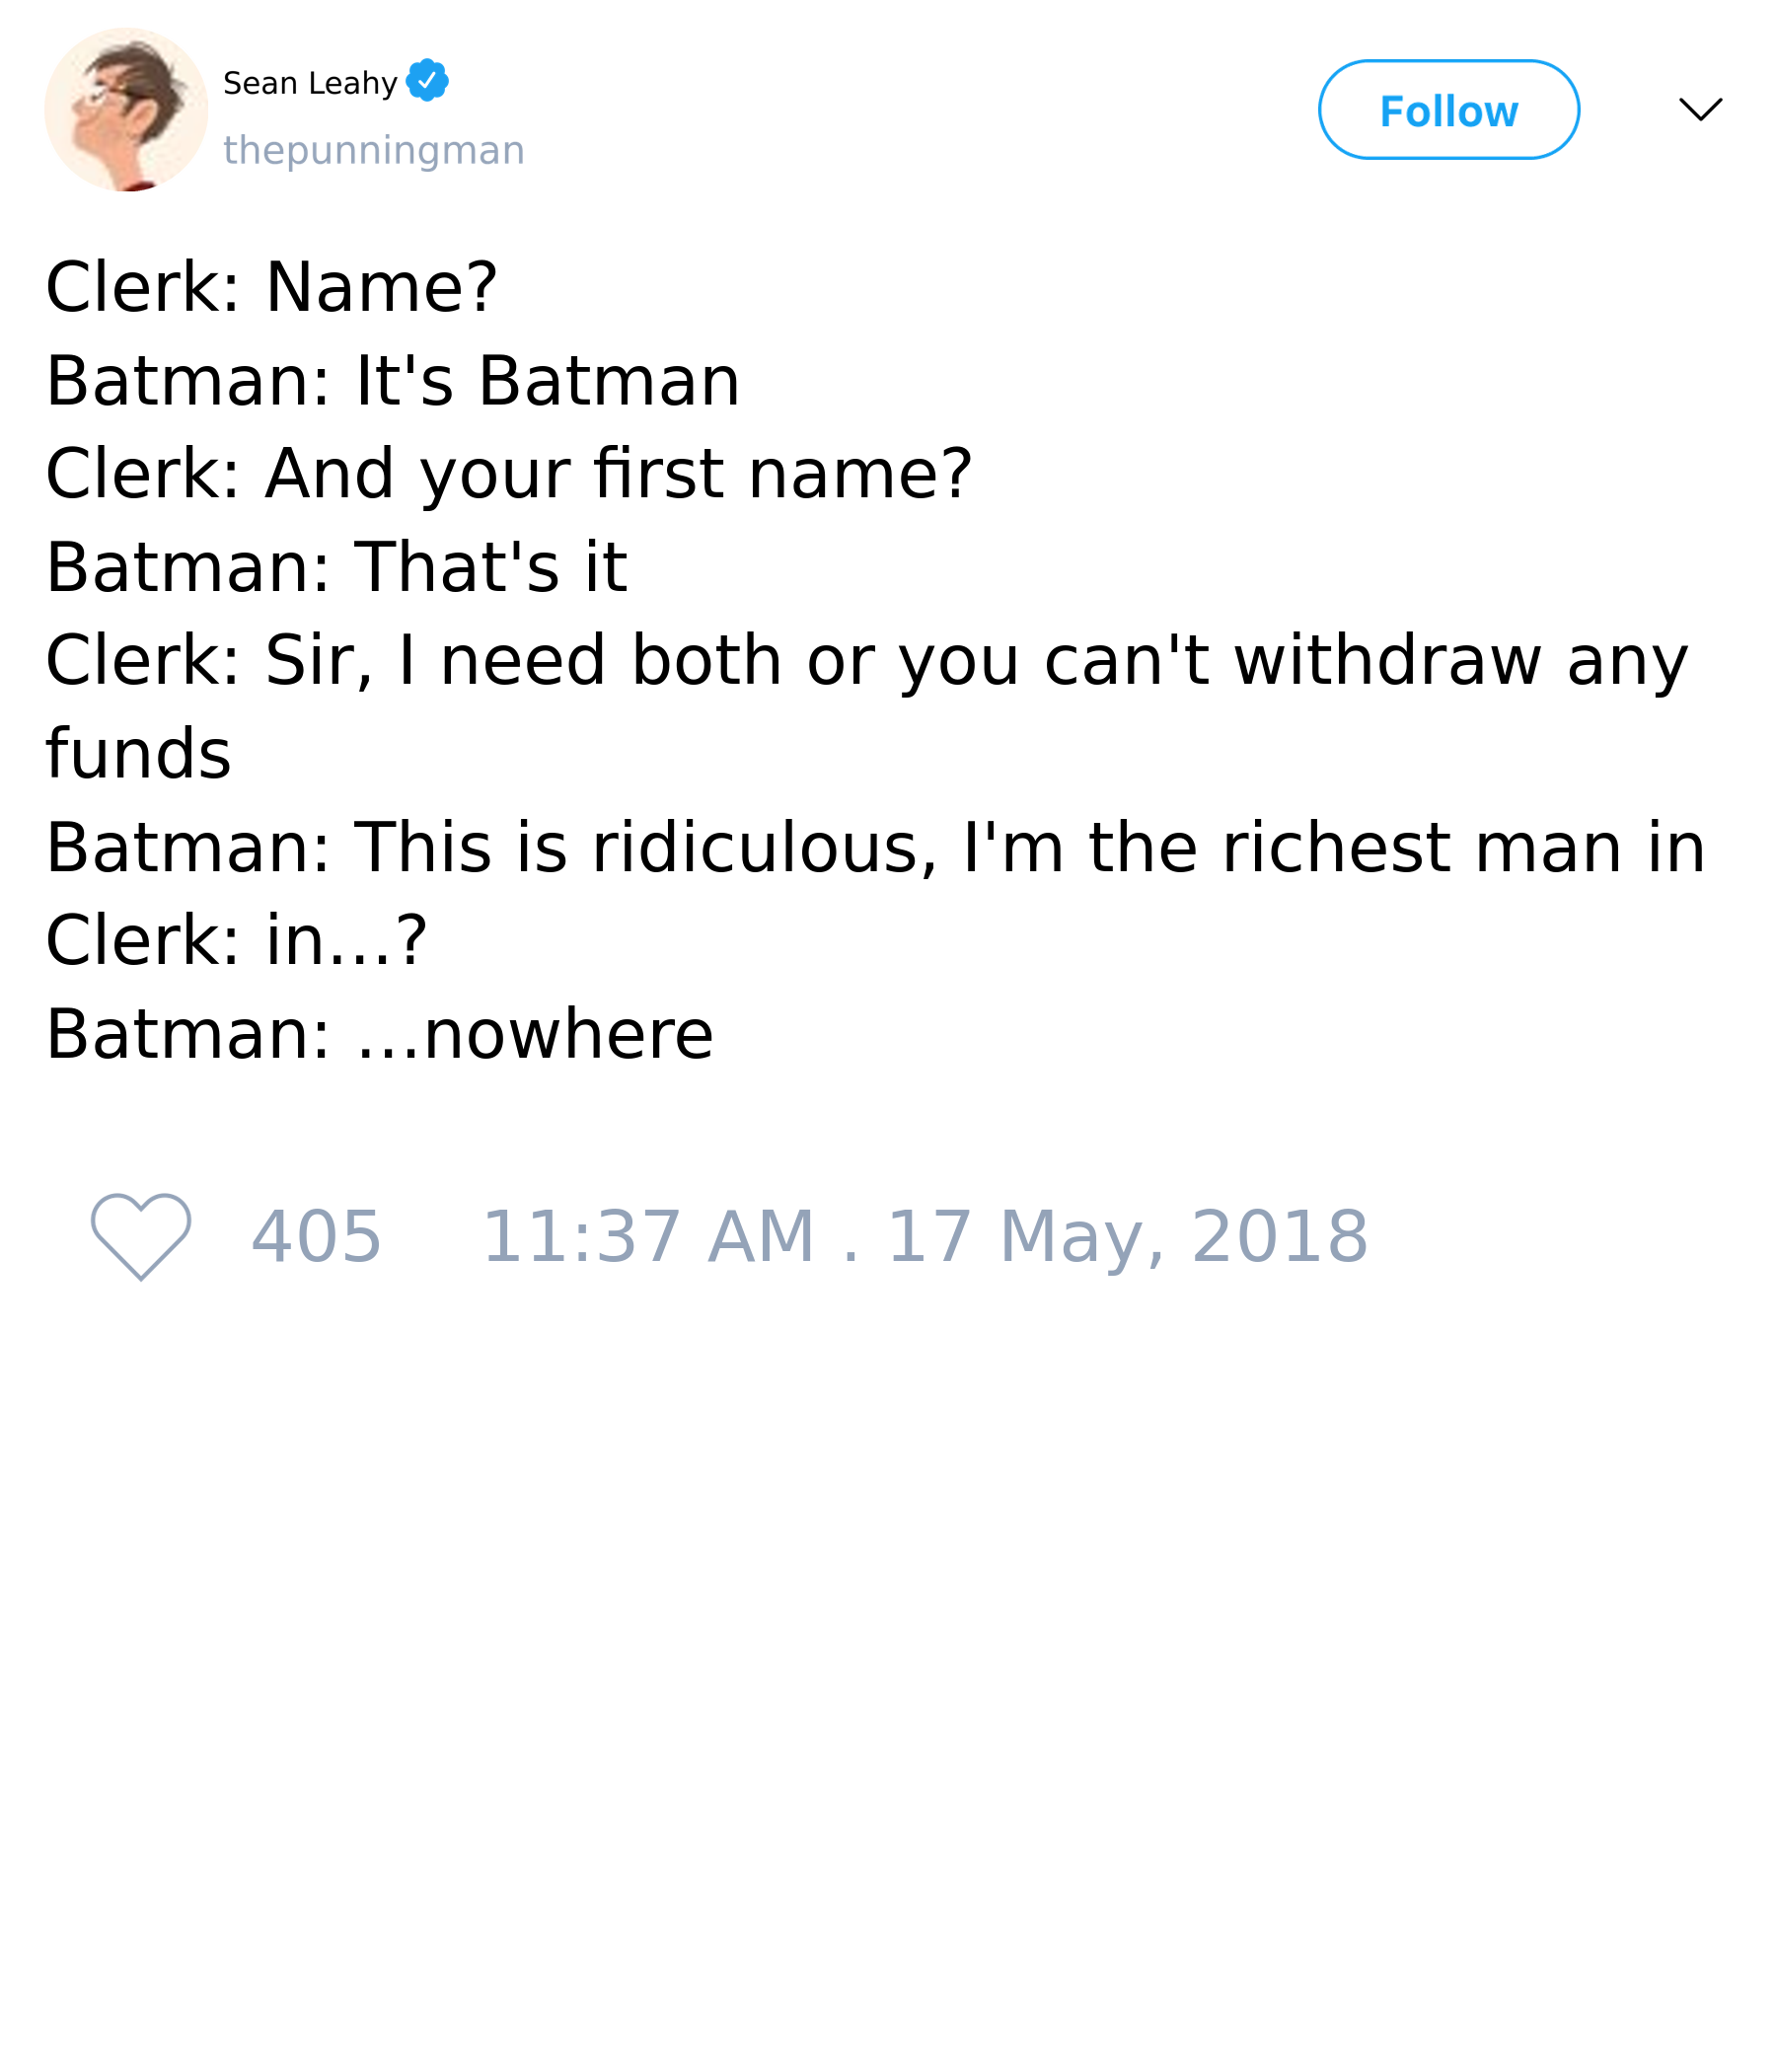 Sean Leahy
thepunningman
Follow
Clerk: Name?
Batman: It's Batman
Clerk: And your first name?
Batman: That's it
Clerk: Sir, I need both or you can't withdraw any
funds
Batman: This is ridiculous, I'm the richest man in
Clerk: in...?
Batman: ...nowhere
405 11:37 AM . 17 May, 2018